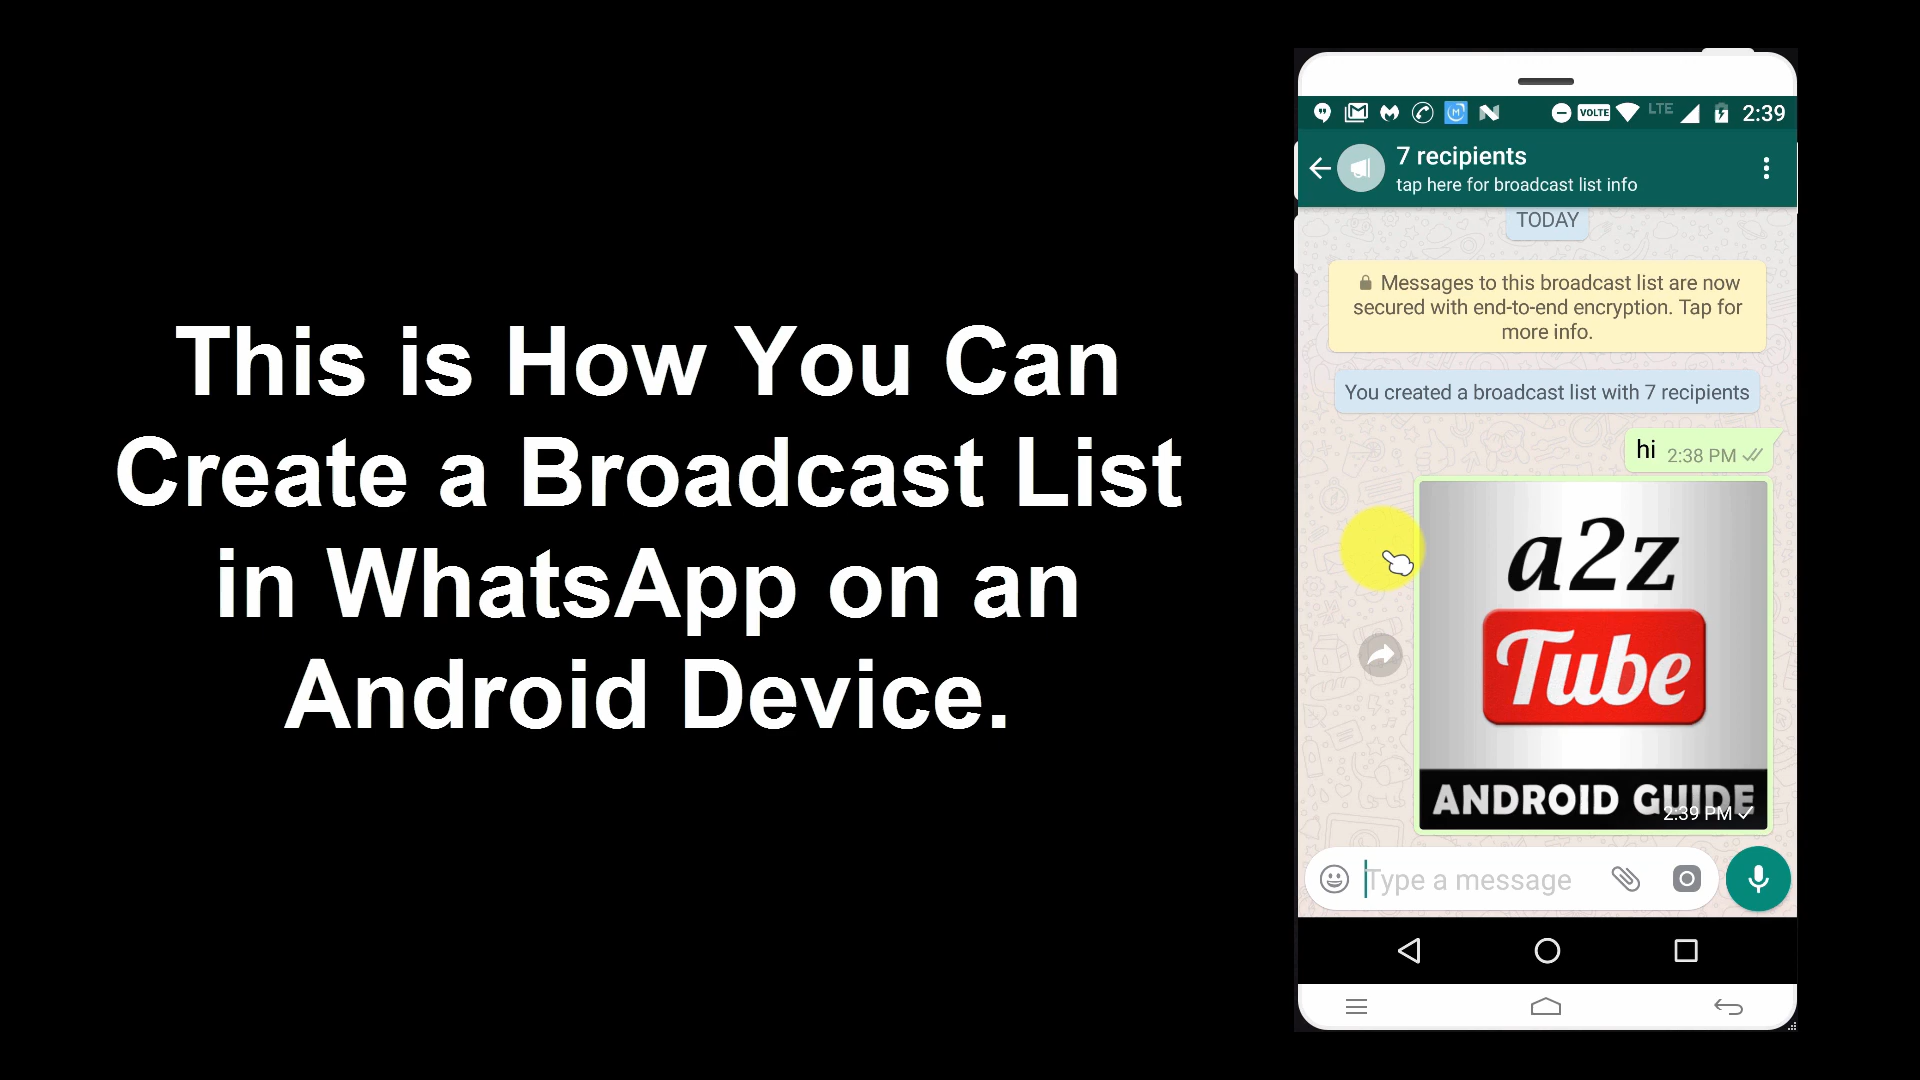 This is How You Can
Create a Broadcast List
in WhatsApp on an
Android Device.
VOLTE LTE 2:39
7 recipients
tap here for broadcast list info
TODAY
Messages to this broadcast list are now
secured with end-to-end encryption. Tap for
more info.
You created a broadcast list with 7 recipients
hi 2:38 PM
a2z
Tube
ANDROID GUIDE
2:39 PM
Type a message